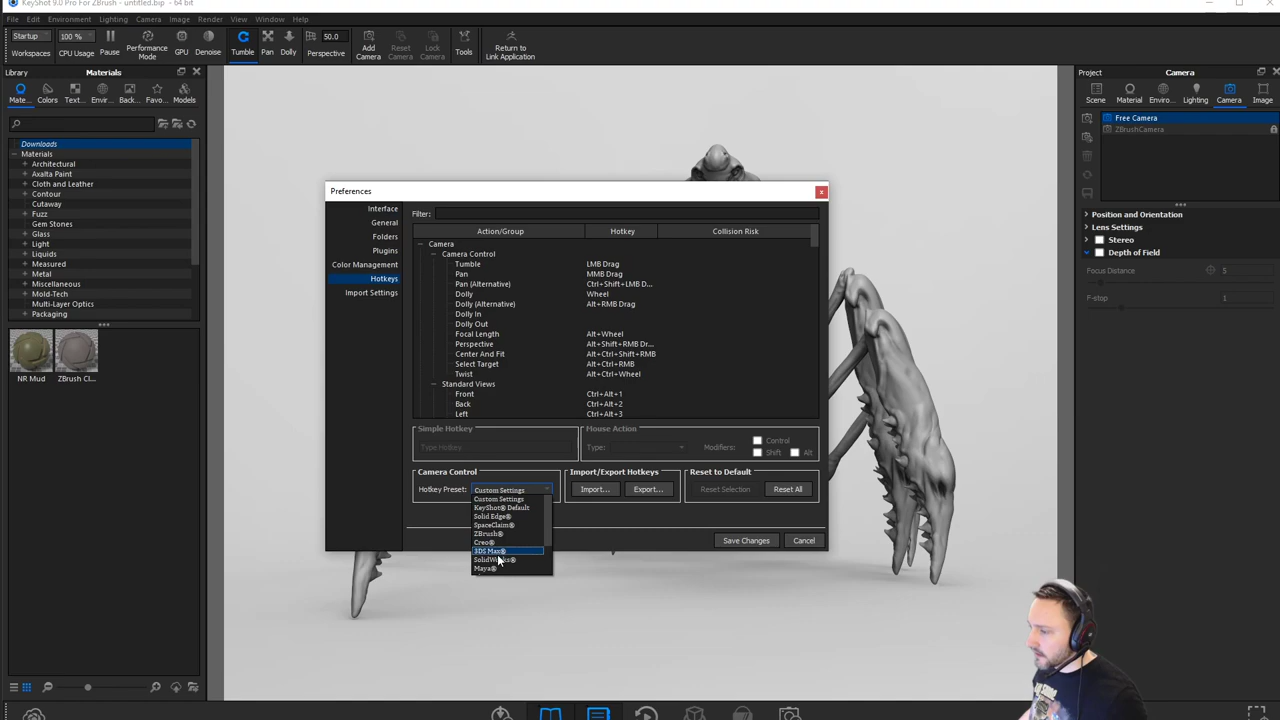 KeyShot 9.0 Pro For ZBrush - untitled.bip - 64 bit
File Edit Environment Lighting Camera Image Render View Window Help
Startup 100 % 50.0
Workspaces CPU Usage Pause Performance Mode GPU Denoise Tumble Pan Dolly Perspective Add Camera Reset Camera Lock Camera Tools Return to Link Application
Library Materials
Mate... Colors Text... Envir... Back... Favo... Models
Downloads
Materials
Architectural
Axalta Paint
Cloth and Leather
Contour
Cutaway
Fuzz
Gem Stones
Glass
Light
Liquids
Measured
Metal
Miscellaneous
Mold-Tech
Multi-Layer Optics
Packaging
NR Mud ZBrush Cl...
Preferences
Interface
General
Folders
Plugins
Color Management
Hotkeys
Import Settings
Filter:
Action/Group Hotkey Collision Risk
Camera
Camera Control
Tumble LMB Drag
Pan MMB Drag
Pan (Alternative) Ctrl+Shift+LMB D...
Dolly Wheel
Dolly (Alternative) Alt+RMB Drag
Dolly In
Dolly Out
Focal Length Alt+Wheel
Perspective Alt+Shift+RMB Dr...
Center And Fit Alt+Ctrl+Shift+RMB
Select Target Alt+Ctrl+RMB
Twist Alt+Ctrl+Wheel
Standard Views
Front Ctrl+Alt+1
Back Ctrl+Alt+2
Left Ctrl+Alt+3
Simple Hotkey Mouse Action
Type Hotkey Type: Modifiers: Control
Shift Alt
Camera Control Import/Export Hotkeys Reset to Default
Hotkey Preset: Custom Settings Import... Export... Reset Selection Reset All
Custom Settings
KeyShot® Default
Solid Edge®
SpaceClaim®
ZBrush®
Creo®
3DS Max®
SolidWorks®
Maya®
Save Changes Cancel
Project Camera
Scene Material Enviro... Lighting Camera Image
Free Camera
ZBrushCamera
Position and Orientation
Lens Settings
Stereo
Depth of Field
Focus Distance 5
F-stop 1